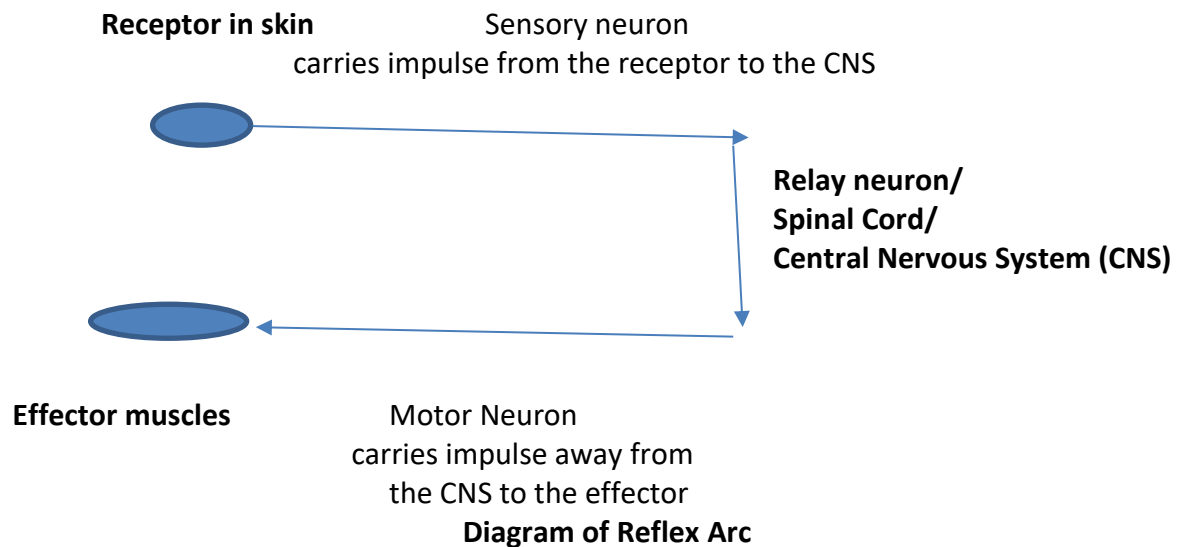 Receptor in skin Sensory neuron
carries impulse from the receptor to the CNS
Relay neuron/
Spinal Cord/
Central Nervous System (CNS)
Effector muscles Motor Neuron
carries impulse away from
the CNS to the effector
Diagram of Reflex Arc